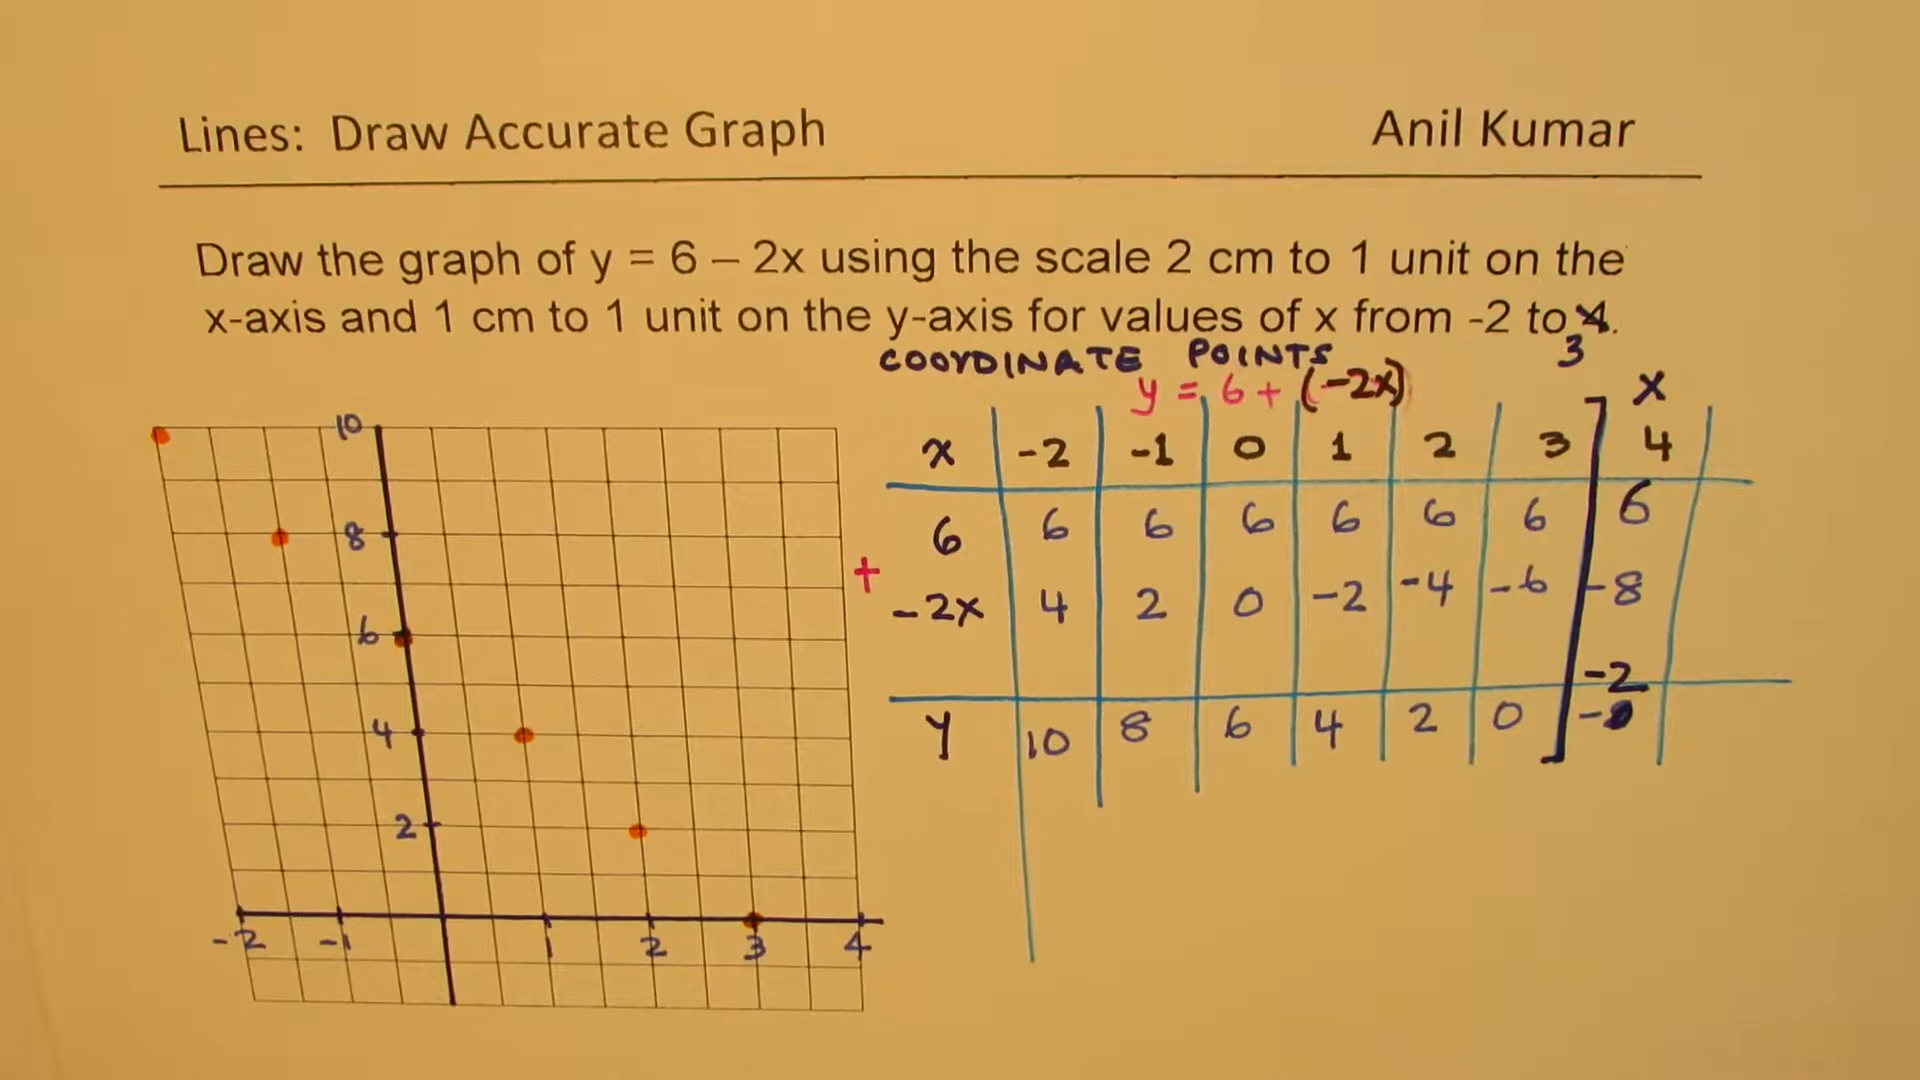 Lines: Draw Accurate Graph Anil Kumar
Draw the graph of y = 6 – 2x using the scale 2 cm to 1 unit on the
x-axis and 1 cm to 1 unit on the y-axis for values of x from -2 to 4.
3
COORDINATE POINTS
y = 6 + (-2x)
x
x -2 -1 0 1 2 3 4
6 6 6 6 6 6 6 6
+
-2x 4 2 0 -2 -4 -6 -8
-2
y 10 8 6 4 2 0
10
8
6
4
2
-2 -1 1 2 3 4